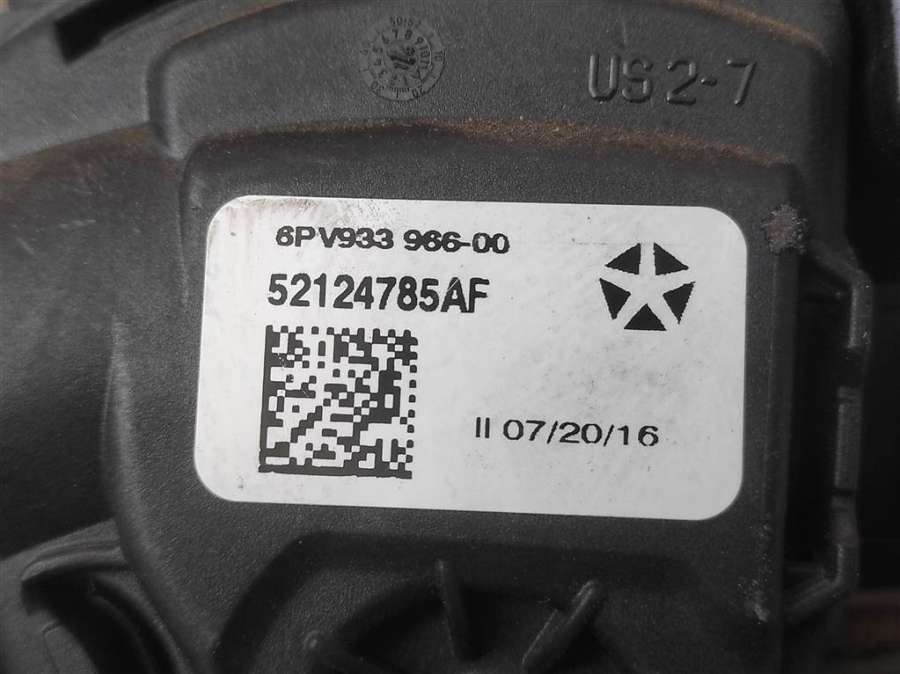 US 2-7
6PV933 966-00
52124785AF
II 07/20/16